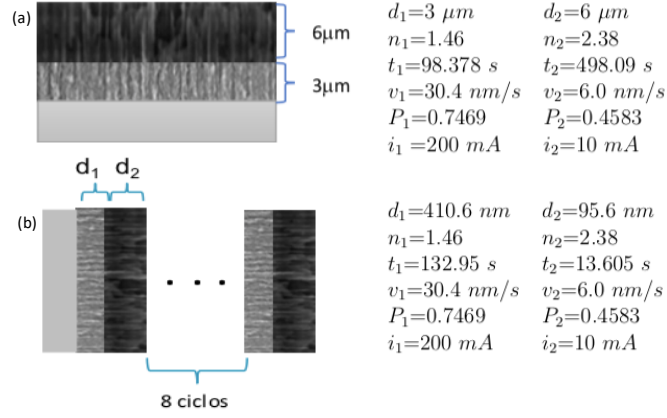 (a)
6μm
3μm
d₁=3 μm d₂=6 μm
n₁=1.46 n₂=2.38
t₁=98.378 s t₂=498.09 s
v₁=30.4 nm/s v₂=6.0 nm/s
P₁=0.7469 P₂=0.4583
i₁ =200 mA i₂=10 mA
d₁ d₂
(b)
8 ciclos
d₁=410.6 nm d₂=95.6 nm
n₁=1.46 n₂=2.38
t₁=132.95 s t₂=13.605 s
v₁=30.4 nm/s v₂=6.0 nm/s
P₁=0.7469 P₂=0.4583
i₁=200 mA i₂=10 mA